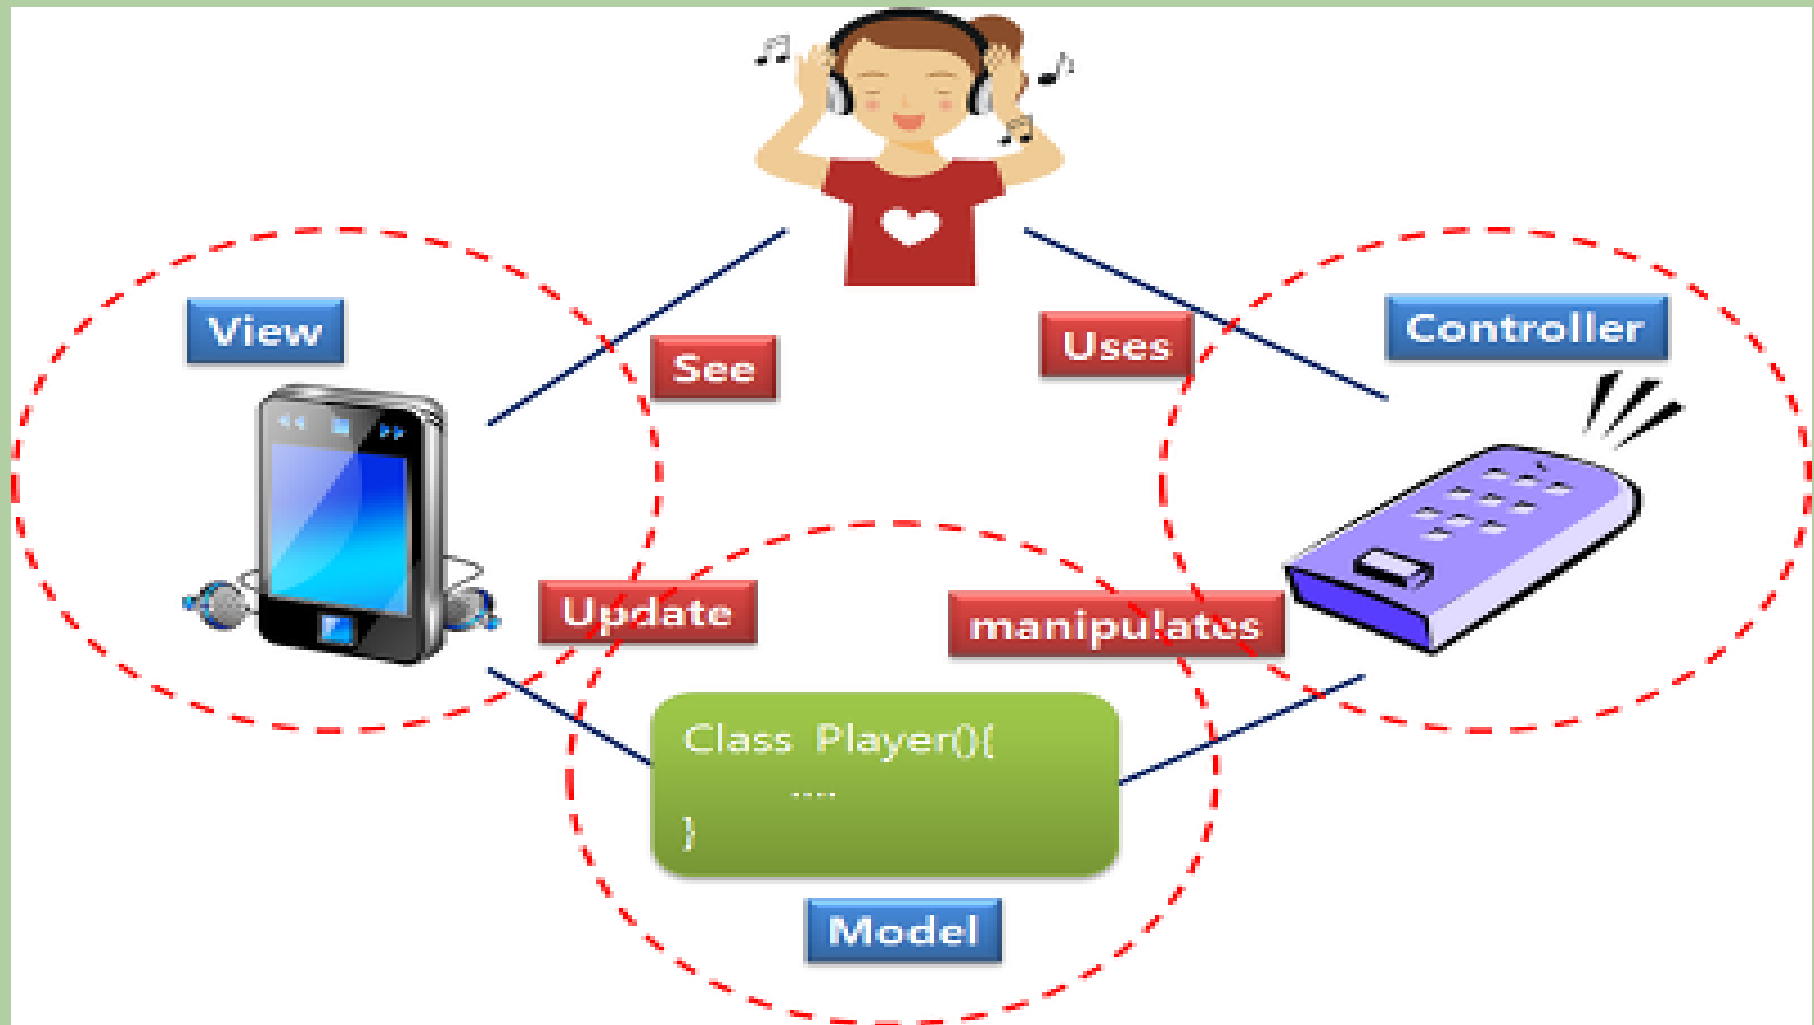 View
See
Uses
Controller
Update
manipulates
Class Player(){
....
}
Model